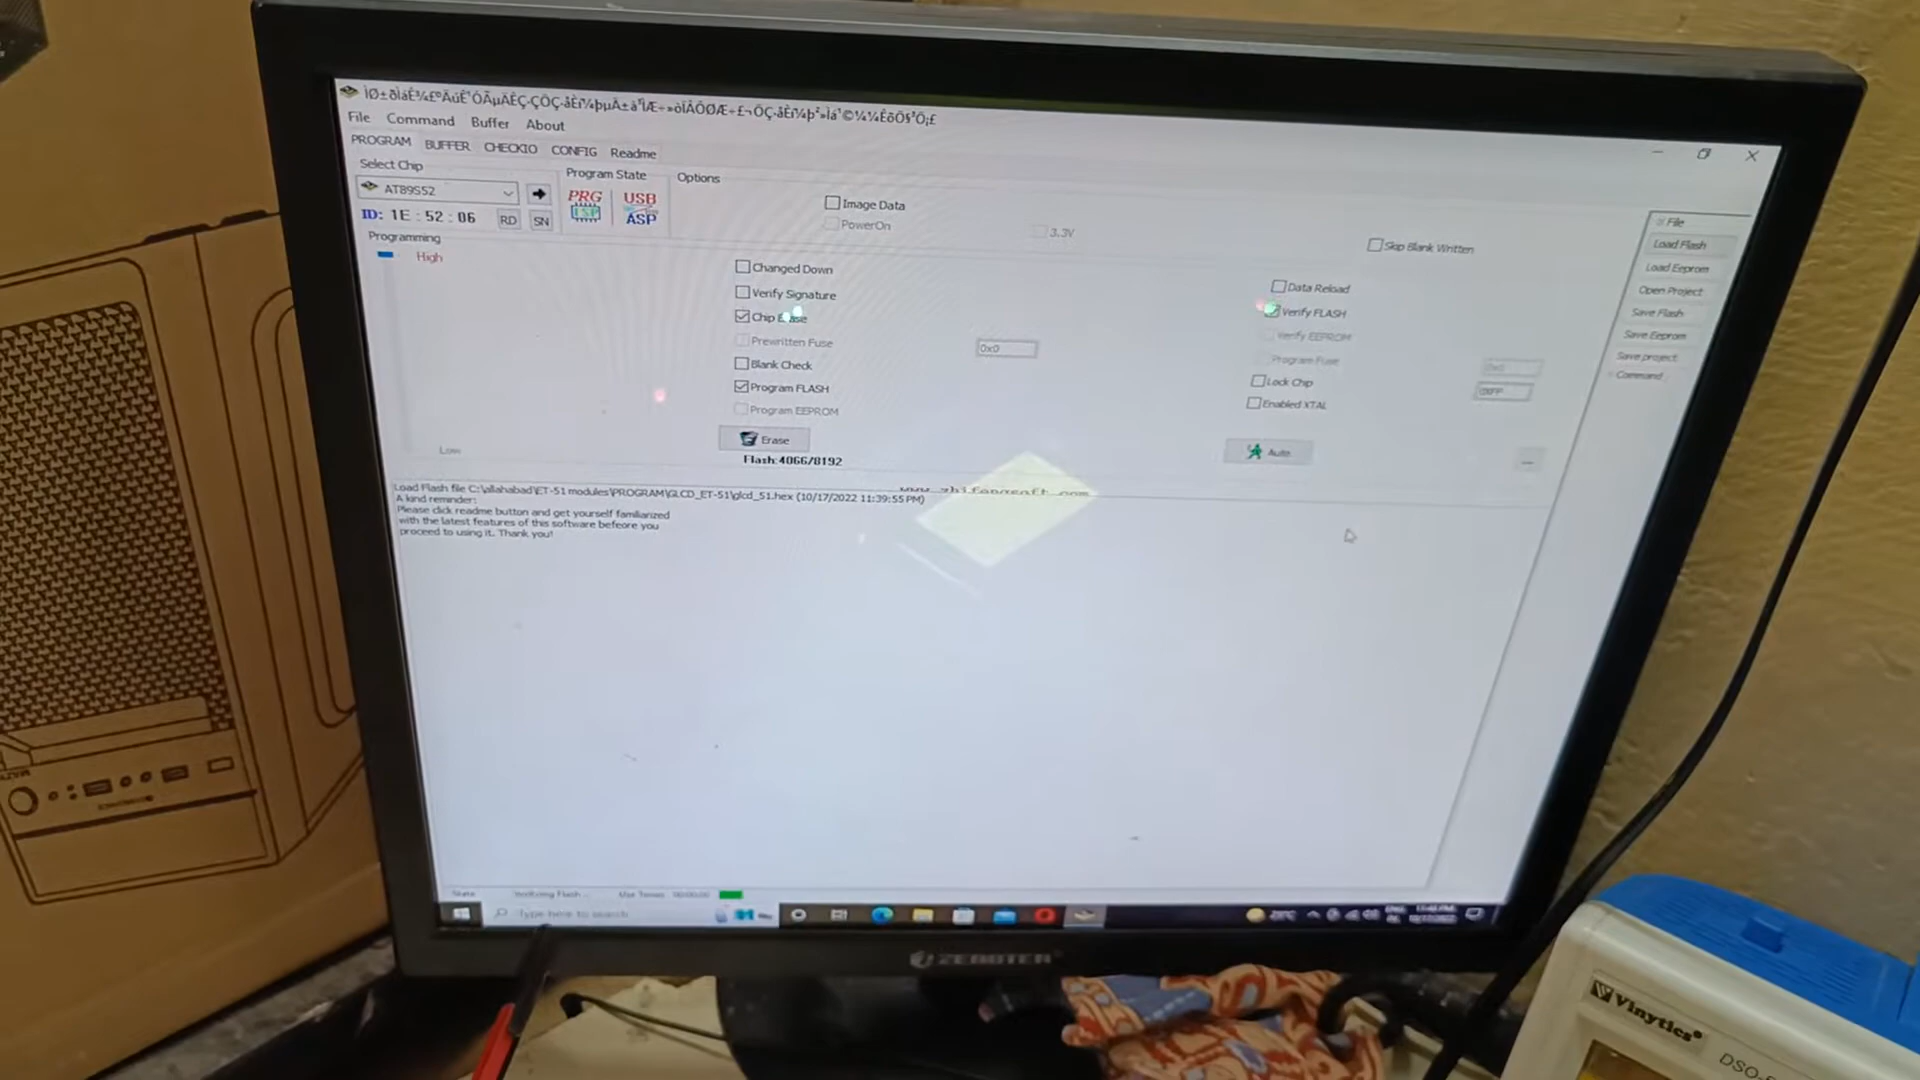 File Command Buffer About
PROGRAM BUFFER CHECKIO CONFIG Readme
Select Chip
Program State
Options
AT89S52
PRG
ISP
USB
ASP
ID: 1E : 52 : 06
RD
SN
Image Data
PowerOn
3.3V
Skip Blank Written
Programming
High
Low
Changed Down
Verify Signature
Chip Erase
Prewritten Fuse
0x0
Blank Check
Program FLASH
Program EEPROM
Erase
Flash:4066/8192
Data Reload
Verify FLASH
Verify EEPROM
Program Fuse
Lock Chip
Enabled XTAL
Auto
File
Load Flash
Load Eeprom
Open Project
Save Flash
Save Eeprom
Save project
Command
Load Flash file C:\allahabad\ET-51 modules\PROGRAM\GLCD_ET-51\glcd_51.hex (10/17/2022 11:39:55 PM)
A kind reminder:
Please click readme button and get yourself familiarized
with the latest features of this software befeore you
proceed to using it. Thank you!
State
Type here to search
ZEBSTER
Vinytics